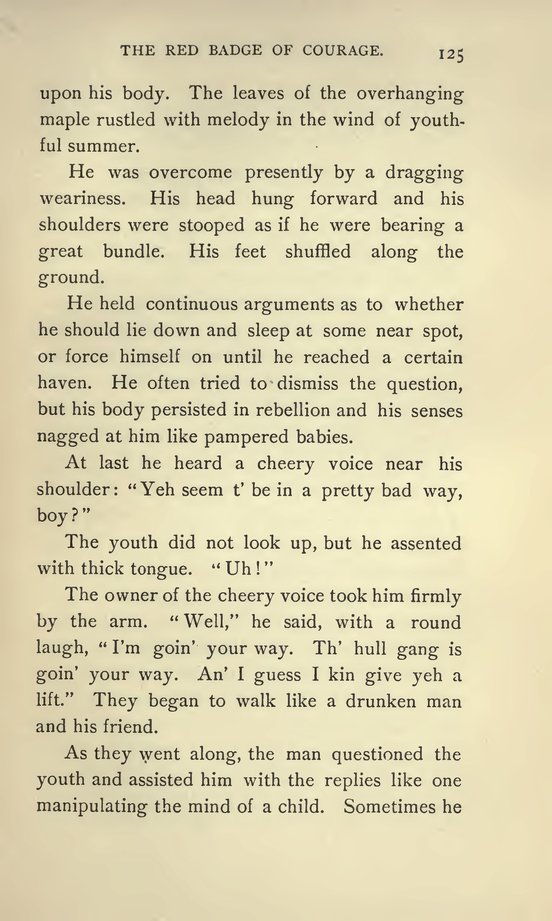 THE RED BADGE OF COURAGE. 125
upon his body. The leaves of the overhanging
maple rustled with melody in the wind of youth-
ful summer.
He was overcome presently by a dragging
weariness. His head hung forward and his
shoulders were stooped as if he were bearing a
great bundle. His feet shuffled along the
ground.
He held continuous arguments as to whether
he should lie down and sleep at some near spot,
or force himself on until he reached a certain
haven. He often tried to dismiss the question,
but his body persisted in rebellion and his senses
nagged at him like pampered babies.
At last he heard a cheery voice near his
shoulder: "Yeh seem t' be in a pretty bad way,
boy?"
The youth did not look up, but he assented
with thick tongue. "Uh!"
The owner of the cheery voice took him firmly
by the arm. "Well," he said, with a round
laugh, "I'm goin' your way. Th' hull gang is
goin' your way. An' I guess I kin give yeh a
lift." They began to walk like a drunken man
and his friend.
As they went along, the man questioned the
youth and assisted him with the replies like one
manipulating the mind of a child. Sometimes he